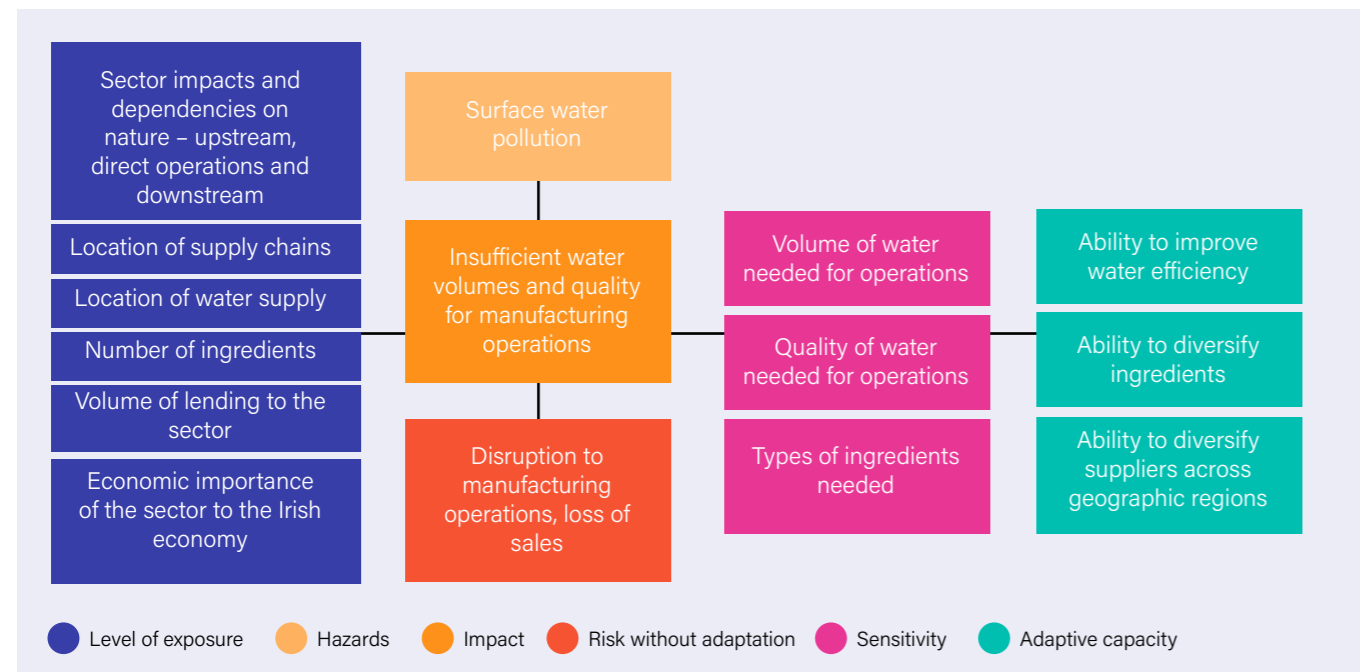 Sector impacts and
dependencies on
nature – upstream,
direct operations and
downstream
Location of supply chains
Location of water supply
Number of ingredients
Volume of lending to the
sector
Economic importance
of the sector to the Irish
economy
Surface water
pollution
Insufficient water
volumes and quality
for manufacturing
operations
Disruption to
manufacturing
operations, loss of
sales
Volume of water
needed for operations
Quality of water
needed for operations
Types of ingredients
needed
Ability to improve
water efficiency
Ability to diversify
ingredients
Ability to diversify
suppliers across
geographic regions
Level of exposure
Hazards
Impact
Risk without adaptation
Sensitivity
Adaptive capacity